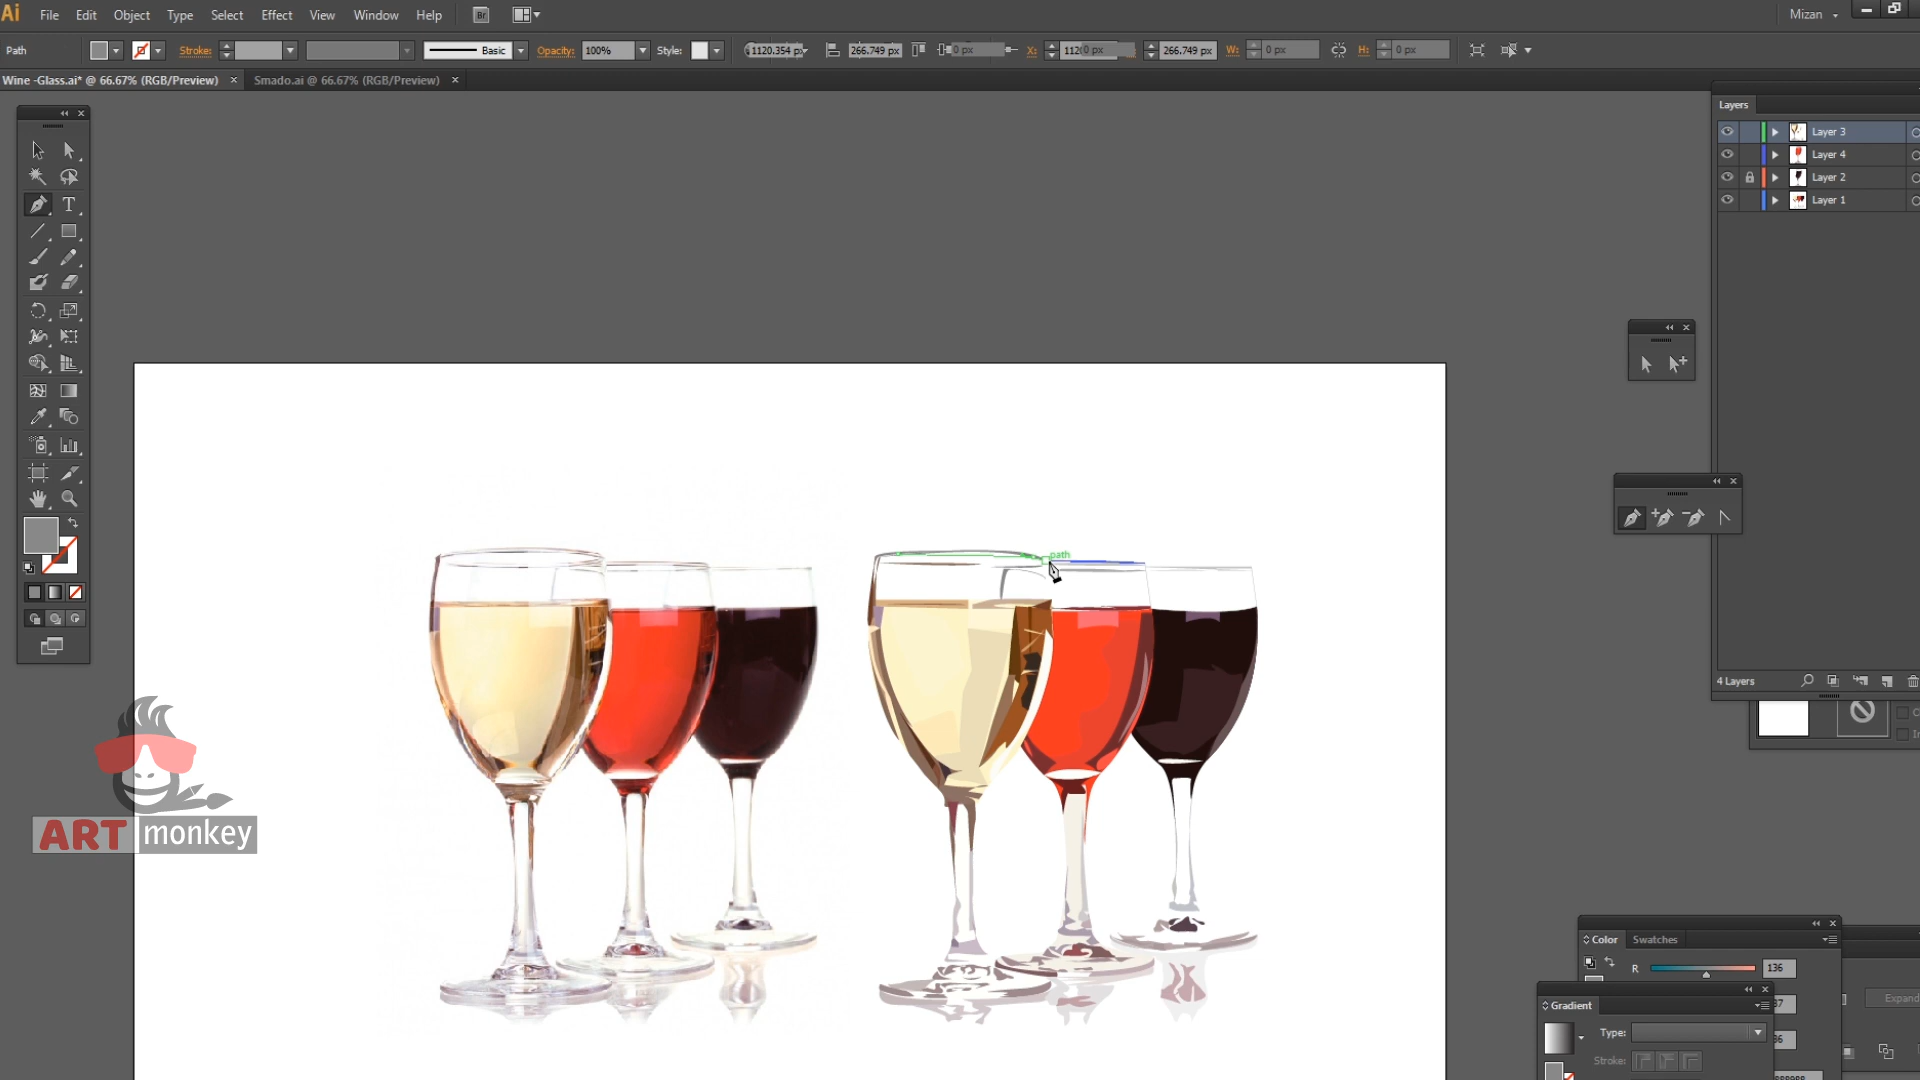 Ai File Edit Object Type Select Effect View Window Help Br Mizan
Path Stroke: Basic Opacity: 100% Style: 1120.354 px 266.749 px 0 px X: 0 px 266.749 px W: 0 px H: 0 px
Wine -Glass.ai* @ 66.67% (RGB/Preview) × Smado.ai @ 66.67% (RGB/Preview) ×
Layers
Layer 3
Layer 4
Layer 2
Layer 1
T
path
4 Layers
ART monkey
Color Swatches
R 136
Gradient
Expand
Type:
Stroke: